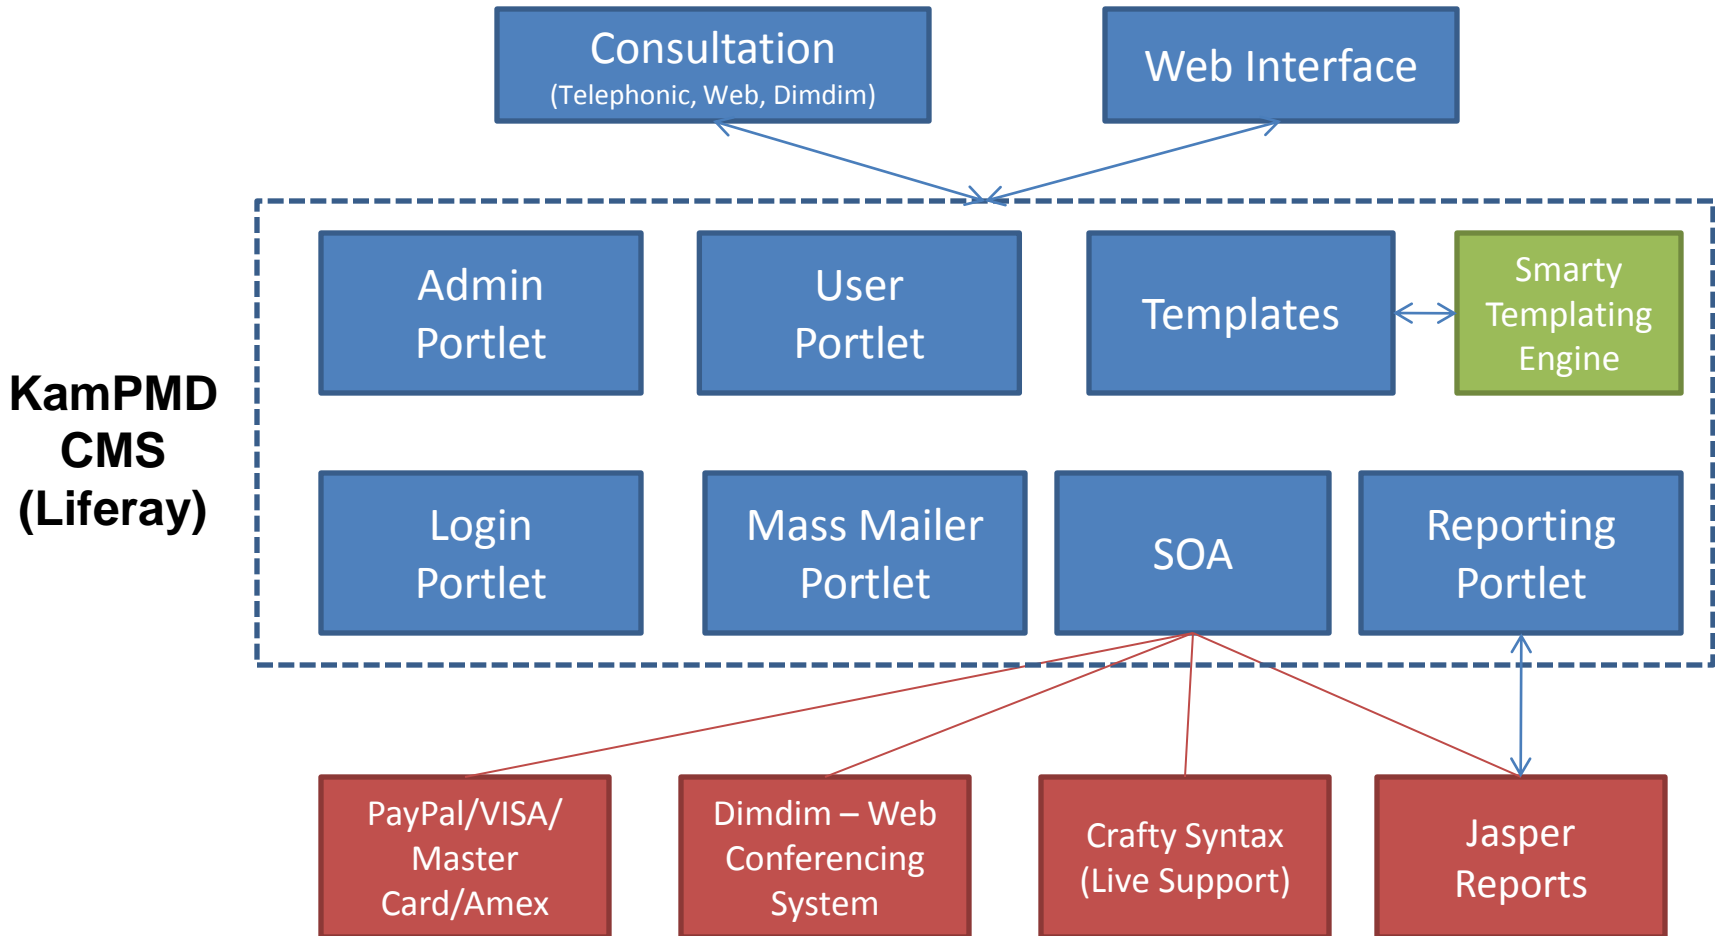 Consultation
(Telephonic, Web, Dimdim)
Web Interface
KamPMD
CMS
(Liferay)
Admin
Portlet
User
Portlet
Templates
Smarty
Templating
Engine
Login
Portlet
Mass Mailer
Portlet
SOA
Reporting
Portlet
PayPal/VISA/
Master
Card/Amex
Dimdim – Web
Conferencing
System
Crafty Syntax
(Live Support)
Jasper
Reports